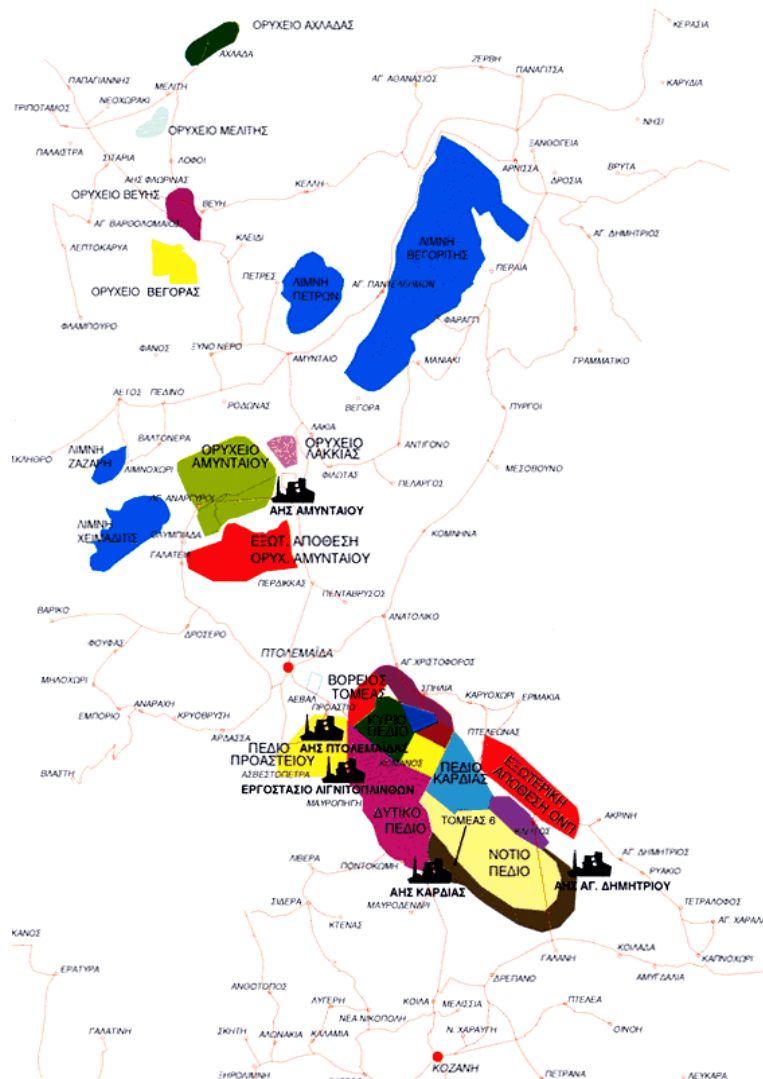 ΟΡΥΧΕΙΟ ΑΧΛΑΔΑΣ
ΚΕΡΑΣΙΑ
ΑΧΛΑΔΑ
ΖΕΡΒΗ
ΠΑΝΑΓΙΤΣΑ
ΠΑΠΑΓΙΑΝΝΗΣ
ΑΓ. ΑΘΑΝΑΣΙΟΣ
ΚΑΡΥΔΙΑ
ΜΕΛΙΤΗ
ΝΕΟΧΩΡΑΚΙ
ΤΡΙΠΟΤΑΜΟΣ
ΝΗΣΙ
ΟΡΥΧΕΙΟ ΜΕΛΙΤΗΣ
ΠΑΛΑΙΣΤΡΑ
ΞΑΝΘΟΓΕΙΑ
ΣΙΤΑΡΙΑ
ΛΟΦΟΙ
ΑΡΝΙΣΣΑ
ΒΡΥΤΑ
ΔΡΟΣΙΑ
ΑΗΣ ΦΛΩΡΙΝΑΣ
ΚΕΛΛΗ
ΟΡΥΧΕΙΟ ΒΕΥΗΣ
ΒΕΥΗ
ΑΓ. ΒΑΡΘΟΛΟΜΑΙΟΣ
ΑΓ. ΔΗΜΗΤΡΙΟΣ
ΚΛΕΙΔΙ
ΛΕΠΤΟΚΑΡΥΑ
ΛΙΜΝΗ
ΒΕΓΟΡΙΤΗΣ
ΠΕΡΑΙΑ
ΠΕΤΡΕΣ
ΛΙΜΝΗ
ΠΕΤΡΩΝ
ΑΓ. ΠΑΝΤΕΛΕΗΜΩΝ
ΟΡΥΧΕΙΟ ΒΕΓΟΡΑΣ
ΦΛΑΜΠΟΥΡΟ
ΦΑΡΑΓΓΙ
ΦΑΝΟΣ
ΞΥΝΟ ΝΕΡΟ
ΑΜΥΝΤΑΙΟ
ΜΑΝΙΑΚΙ
ΓΡΑΜΜΑΤΙΚΟ
ΑΕΤΟΣ
ΠΕΔΙΝΟ
ΡΟΔΩΝΑΣ
ΒΕΓΟΡΑ
ΠΥΡΓΟΙ
ΛΑΚΙΑ
ΒΑΛΤΟΝΕΡΑ
ΟΡΥΧΕΙΟ
ΛΑΚΚΙΑΣ
ΑΝΤΙΓΟΝΟ
ΟΡΥΧΕΙΟ
ΑΜΥΝΤΑΙΟΥ
ΛΙΜΝΗ
ΖΑΖΑΡΗ
ΛΙΜΝΟΧΩΡΙ
ΜΕΣΟΒΟΥΝΟ
ΦΙΛΩΤΑΣ
ΠΕΛΑΡΓΟΣ
ΑΓ. ΑΝΑΡΓΥΡΟΙ
ΑΗΣ ΑΜΥΝΤΑΙΟΥ
ΛΙΜΝΗ
ΧΕΙΜΑΔΙΤΙΣ
ΟΛΥΜΠΙΑΔΑ
ΚΟΜΝΗΝΑ
ΕΞΩΤ. ΑΠΟΘΕΣΗ
ΟΡΥΧ. ΑΜΥΝΤΑΙΟΥ
ΓΑΛΑΤΕΙΑ
ΠΕΡΔΙΚΚΑΣ
ΠΕΝΤΑΒΡΥΣΟΣ
ΒΑΡΙΚΟ
ΑΝΑΤΟΛΙΚΟ
ΔΡΟΣΕΡΟ
ΦΟΥΦΑΣ
ΠΤΟΛΕΜΑΪΔΑ
ΑΓ.ΧΡΙΣΤΟΦΟΡΟΣ
ΜΗΛΟΧΩΡΙ
ΒΟΡΕΙΟΣ
ΤΟΜΕΑΣ
ΣΠΗΛΙΑ
ΚΑΡΥΟΧΩΡΙ
ΕΡΜΑΚΙΑ
ΑΕΒΑΛ
ΠΡΟΑΣΤΙΟ
ΕΜΠΟΡΙΟ
ΑΝΑΡΑΧΗ
ΚΡΥΟΒΡΥΣΗ
ΚΥΡΙΟ
ΠΕΔΙΟ
ΠΤΕΛΕΩΝΑΣ
ΑΡΔΑΣΣΑ
ΠΕΔΙΟ
ΠΡΟΑΣΤΕΙΟΥ
ΑΗΣ ΠΤΟΛΕΜΑΪΔΑΣ
ΚΟΜΑΝΟΣ
ΠΕΔΙΟ
ΚΑΡΔΙΑΣ
ΕΞΩΤΕΡΙΚΗ
ΑΠΟΘΕΣΗ ΟΝΠ
ΒΛΑΣΤΗ
ΑΣΒΕΣΤΟΠΕΤΡΑ
ΕΡΓΟΣΤΑΣΙΟ ΛΙΓΝΙΤΟΠΛΙΝΘΩΝ
ΜΑΥΡΟΠΗΓΗ
ΔΥΤΙΚΟ
ΠΕΔΙΟ
ΤΟΜΕΑΣ 6
ΚΛΕΙΤΟΣ
ΑΚΡΙΝΗ
ΝΟΤΙΟ
ΠΕΔΙΟ
ΛΙΒΕΡΑ
ΠΟΝΤΟΚΩΜΗ
ΑΓ. ΔΗΜΗΤΡΙΟΣ
ΡΥΑΚΙΟ
ΑΗΣ ΚΑΡΔΙΑΣ
ΑΗΣ ΑΓ. ΔΗΜΗΤΡΙΟΥ
ΣΙΔΕΡΑ
ΜΑΥΡΟΔΕΝΔΡΙ
ΤΕΤΡΑΛΟΦΟΣ
ΚΤΕΝΑΣ
ΑΓ. ΧΑΡΑΛ
ΚΑΝΟΣ
ΓΑΛΑΝΗ
ΚΟΙΛΑΔΑ
ΚΑΠΝΟΧΩΡΙ
ΕΡΑΤΥΡΑ
ΔΡΕΠΑΝΟ
ΑΜΥΓΔΑΛΙΑ
ΑΝΘΟΤΟΠΟΣ
ΛΥΓΕΡΗ
ΚΟΙΛΑ
ΜΕΛΙΣΣΙΑ
ΠΤΕΛΕΑ
ΝΕΑ ΝΙΚΟΠΟΛΗ
ΓΑΛΑΤΙΝΗ
ΣΚΗΤΗ
ΑΛΩΝΑΚΙΑ
ΚΑΛΑΜΙΑ
Ν. ΧΑΡΑΥΓΗ
ΟΙΝΟΗ
ΚΟΖΑΝΗ
ΞΗΡΟΛΙΜΝΗ
ΠΕΤΡΑΝΑ
ΛΕΥΚΑΡΑ